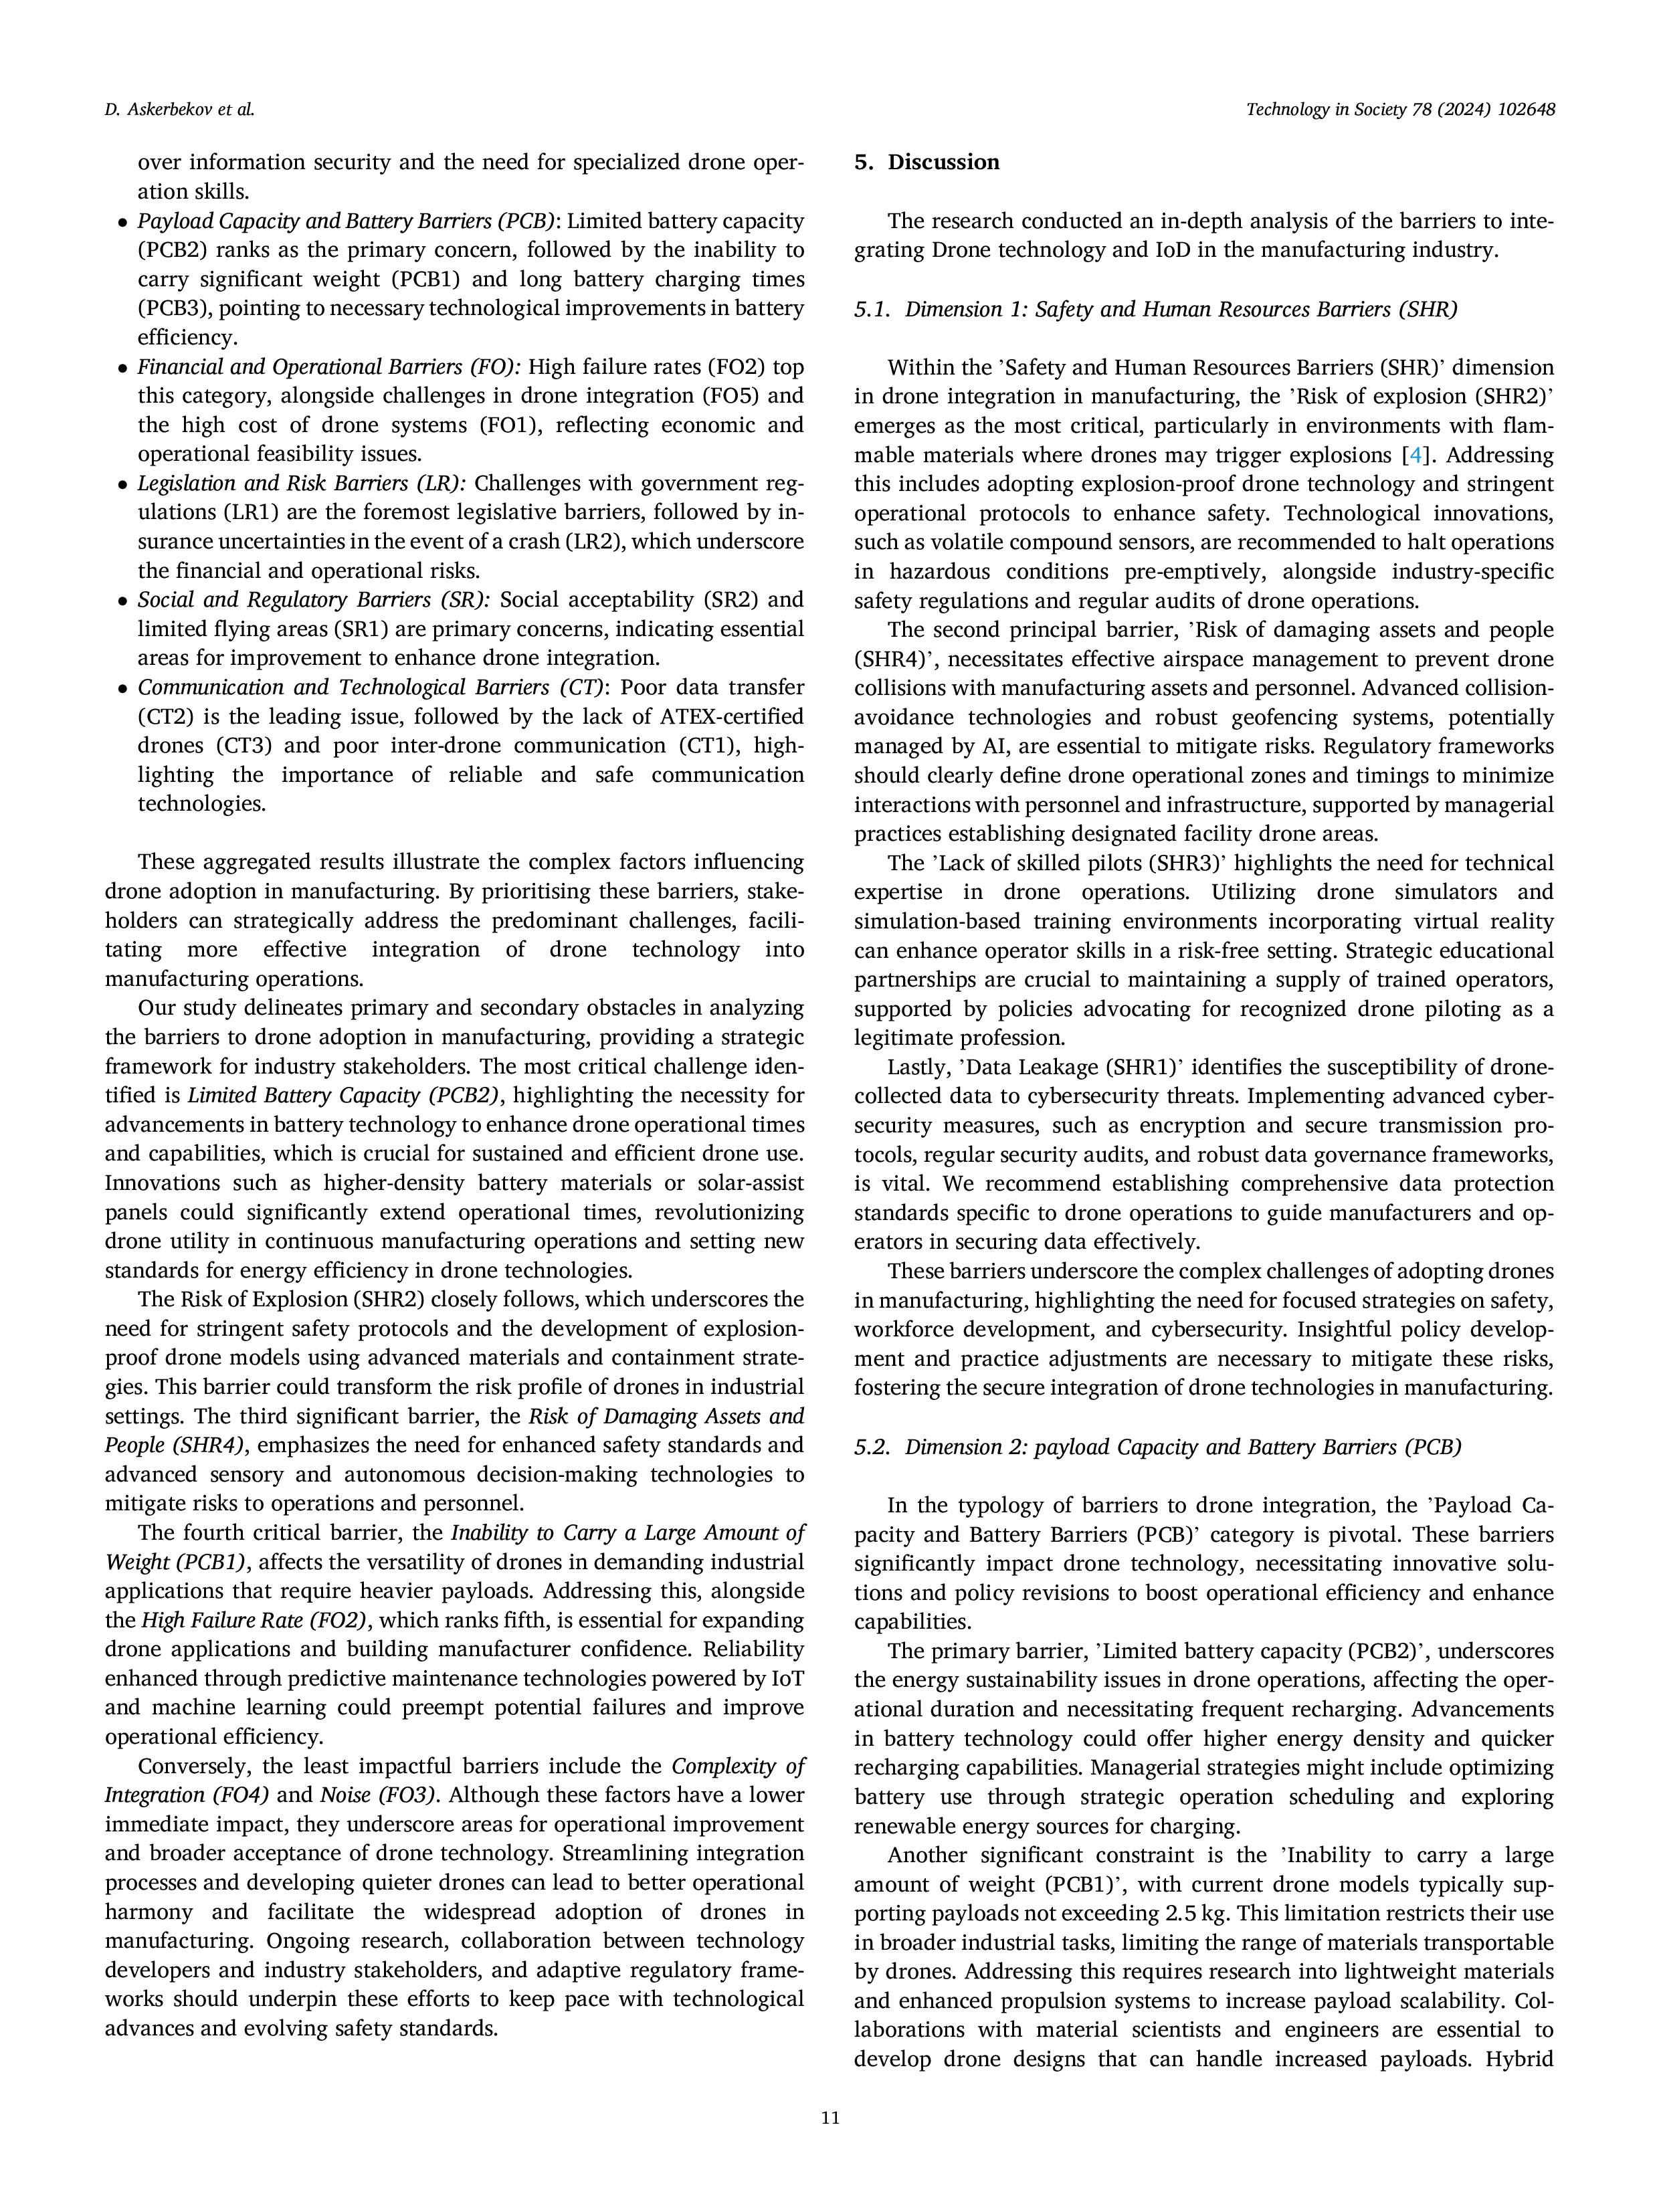 D. Askerbekov et al.
Technology in Society 78 (2024) 102648
over information security and the need for specialized drone oper-
ation skills.
• Payload Capacity and Battery Barriers (PCB): Limited battery capacity
(PCB2) ranks as the primary concern, followed by the inability to
carry significant weight (PCB1) and long battery charging times
(PCB3), pointing to necessary technological improvements in battery
efficiency.
• Financial and Operational Barriers (FO): High failure rates (FO2) top
this category, alongside challenges in drone integration (FO5) and
the high cost of drone systems (FO1), reflecting economic and
operational feasibility issues.
• Legislation and Risk Barriers (LR): Challenges with government reg-
ulations (LR1) are the foremost legislative barriers, followed by in-
surance uncertainties in the event of a crash (LR2), which underscore
the financial and operational risks.
• Social and Regulatory Barriers (SR): Social acceptability (SR2) and
limited flying areas (SR1) are primary concerns, indicating essential
areas for improvement to enhance drone integration.
• Communication and Technological Barriers (CT): Poor data transfer
(CT2) is the leading issue, followed by the lack of ATEX-certified
drones (CT3) and poor inter-drone communication (CT1), high-
lighting the importance of reliable and safe communication
technologies.
These aggregated results illustrate the complex factors influencing
drone adoption in manufacturing. By prioritising these barriers, stake-
holders can strategically address the predominant challenges, facili-
tating more effective integration of drone technology into
manufacturing operations.
Our study delineates primary and secondary obstacles in analyzing
the barriers to drone adoption in manufacturing, providing a strategic
framework for industry stakeholders. The most critical challenge iden-
tified is Limited Battery Capacity (PCB2), highlighting the necessity for
advancements in battery technology to enhance drone operational times
and capabilities, which is crucial for sustained and efficient drone use.
Innovations such as higher-density battery materials or solar-assist
panels could significantly extend operational times, revolutionizing
drone utility in continuous manufacturing operations and setting new
standards for energy efficiency in drone technologies.
The Risk of Explosion (SHR2) closely follows, which underscores the
need for stringent safety protocols and the development of explosion-
proof drone models using advanced materials and containment strate-
gies. This barrier could transform the risk profile of drones in industrial
settings. The third significant barrier, the Risk of Damaging Assets and
People (SHR4), emphasizes the need for enhanced safety standards and
advanced sensory and autonomous decision-making technologies to
mitigate risks to operations and personnel.
The fourth critical barrier, the Inability to Carry a Large Amount of
Weight (PCB1), affects the versatility of drones in demanding industrial
applications that require heavier payloads. Addressing this, alongside
the High Failure Rate (FO2), which ranks fifth, is essential for expanding
drone applications and building manufacturer confidence. Reliability
enhanced through predictive maintenance technologies powered by IoT
and machine learning could preempt potential failures and improve
operational efficiency.
Conversely, the least impactful barriers include the Complexity of
Integration (FO4) and Noise (FO3). Although these factors have a lower
immediate impact, they underscore areas for operational improvement
and broader acceptance of drone technology. Streamlining integration
processes and developing quieter drones can lead to better operational
harmony and facilitate the widespread adoption of drones in
manufacturing. Ongoing research, collaboration between technology
developers and industry stakeholders, and adaptive regulatory frame-
works should underpin these efforts to keep pace with technological
advances and evolving safety standards.
5. Discussion
The research conducted an in-depth analysis of the barriers to inte-
grating Drone technology and IoD in the manufacturing industry.
5.1. Dimension 1: Safety and Human Resources Barriers (SHR)
Within the ’Safety and Human Resources Barriers (SHR)’ dimension
in drone integration in manufacturing, the ’Risk of explosion (SHR2)’
emerges as the most critical, particularly in environments with flam-
mable materials where drones may trigger explosions [4]. Addressing
this includes adopting explosion-proof drone technology and stringent
operational protocols to enhance safety. Technological innovations,
such as volatile compound sensors, are recommended to halt operations
in hazardous conditions pre-emptively, alongside industry-specific
safety regulations and regular audits of drone operations.
The second principal barrier, ’Risk of damaging assets and people
(SHR4)’, necessitates effective airspace management to prevent drone
collisions with manufacturing assets and personnel. Advanced collision-
avoidance technologies and robust geofencing systems, potentially
managed by AI, are essential to mitigate risks. Regulatory frameworks
should clearly define drone operational zones and timings to minimize
interactions with personnel and infrastructure, supported by managerial
practices establishing designated facility drone areas.
The ’Lack of skilled pilots (SHR3)’ highlights the need for technical
expertise in drone operations. Utilizing drone simulators and
simulation-based training environments incorporating virtual reality
can enhance operator skills in a risk-free setting. Strategic educational
partnerships are crucial to maintaining a supply of trained operators,
supported by policies advocating for recognized drone piloting as a
legitimate profession.
Lastly, ’Data Leakage (SHR1)’ identifies the susceptibility of drone-
collected data to cybersecurity threats. Implementing advanced cyber-
security measures, such as encryption and secure transmission pro-
tocols, regular security audits, and robust data governance frameworks,
is vital. We recommend establishing comprehensive data protection
standards specific to drone operations to guide manufacturers and op-
erators in securing data effectively.
These barriers underscore the complex challenges of adopting drones
in manufacturing, highlighting the need for focused strategies on safety,
workforce development, and cybersecurity. Insightful policy develop-
ment and practice adjustments are necessary to mitigate these risks,
fostering the secure integration of drone technologies in manufacturing.
5.2. Dimension 2: payload Capacity and Battery Barriers (PCB)
In the typology of barriers to drone integration, the ’Payload Ca-
pacity and Battery Barriers (PCB)’ category is pivotal. These barriers
significantly impact drone technology, necessitating innovative solu-
tions and policy revisions to boost operational efficiency and enhance
capabilities.
The primary barrier, ’Limited battery capacity (PCB2)’, underscores
the energy sustainability issues in drone operations, affecting the oper-
ational duration and necessitating frequent recharging. Advancements
in battery technology could offer higher energy density and quicker
recharging capabilities. Managerial strategies might include optimizing
battery use through strategic operation scheduling and exploring
renewable energy sources for charging.
Another significant constraint is the ’Inability to carry a large
amount of weight (PCB1)’, with current drone models typically sup-
porting payloads not exceeding 2.5 kg. This limitation restricts their use
in broader industrial tasks, limiting the range of materials transportable
by drones. Addressing this requires research into lightweight materials
and enhanced propulsion systems to increase payload scalability. Col-
laborations with material scientists and engineers are essential to
develop drone designs that can handle increased payloads. Hybrid
11